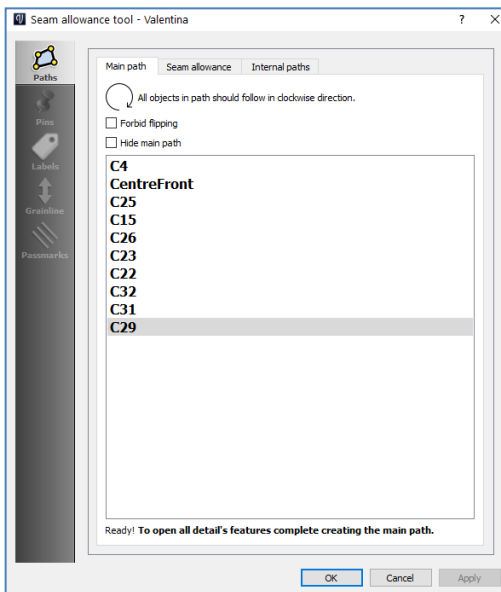 Seam allowance tool - Valentina
Paths
Pins
Labels
Grainline
Passmarks
Main path Seam allowance Internal paths
All objects in path should follow in clockwise direction.
Forbid flipping
Hide main path
C4
CentreFront
C25
C15
C26
C23
C22
C32
C31
C29
Ready! To open all detail's features complete creating the main path.
OK Cancel Apply